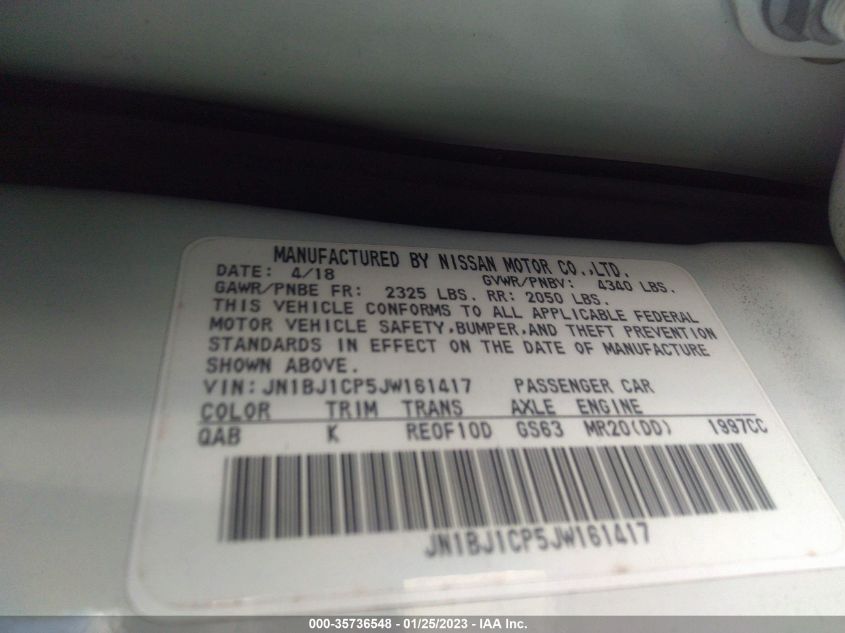 MANUFACTURED BY NISSAN MOTOR CO.,LTD.
DATE: 4/18 GVWR/PNBV: 4340 LBS.
GAWR/PNBE FR: 2325 LBS. RR: 2050 LBS.
THIS VEHICLE CONFORMS TO ALL APPLICABLE FEDERAL
MOTOR VEHICLE SAFETY,BUMPER,AND THEFT PREVENTION
STANDARDS IN EFFECT ON THE DATE OF MANUFACTURE
SHOWN ABOVE.
VIN:JN1BJ1CP5JW161417 PASSENGER CAR
COLOR TRIM TRANS AXLE ENGINE
QAB K RE0F10D GS63 MR20(DD) 1997CC
JN1BJ1CP5JW161417
000-35736548 - 01/25/2023 - IAA Inc.